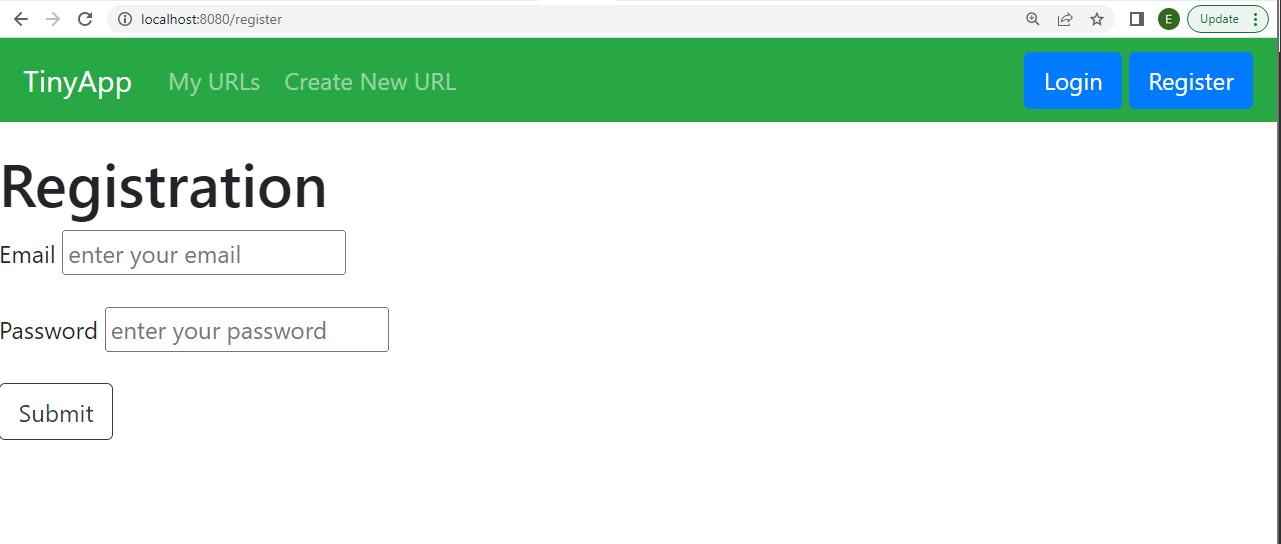 localhost:8080/register
E
Update
TinyApp My URLs Create New URL Login Register
Registration
Email enter your email
Password enter your password
Submit